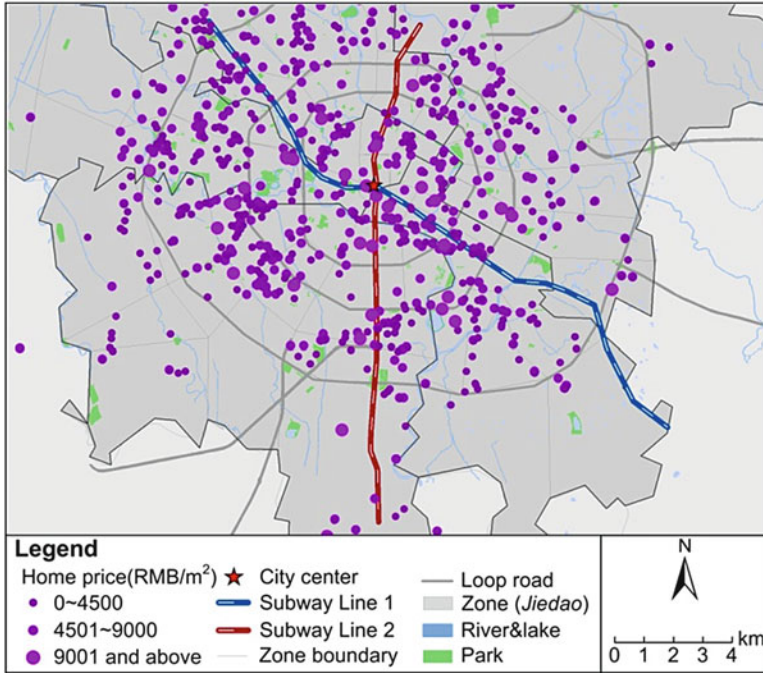 Legend
Home price(RMB/m²)
0~4500
4501~9000
9001 and above
City center
Subway Line 1
Subway Line 2
Zone boundary
Loop road
Zone (Jiedao)
River&lake
Park
N
km
0 1 2 4